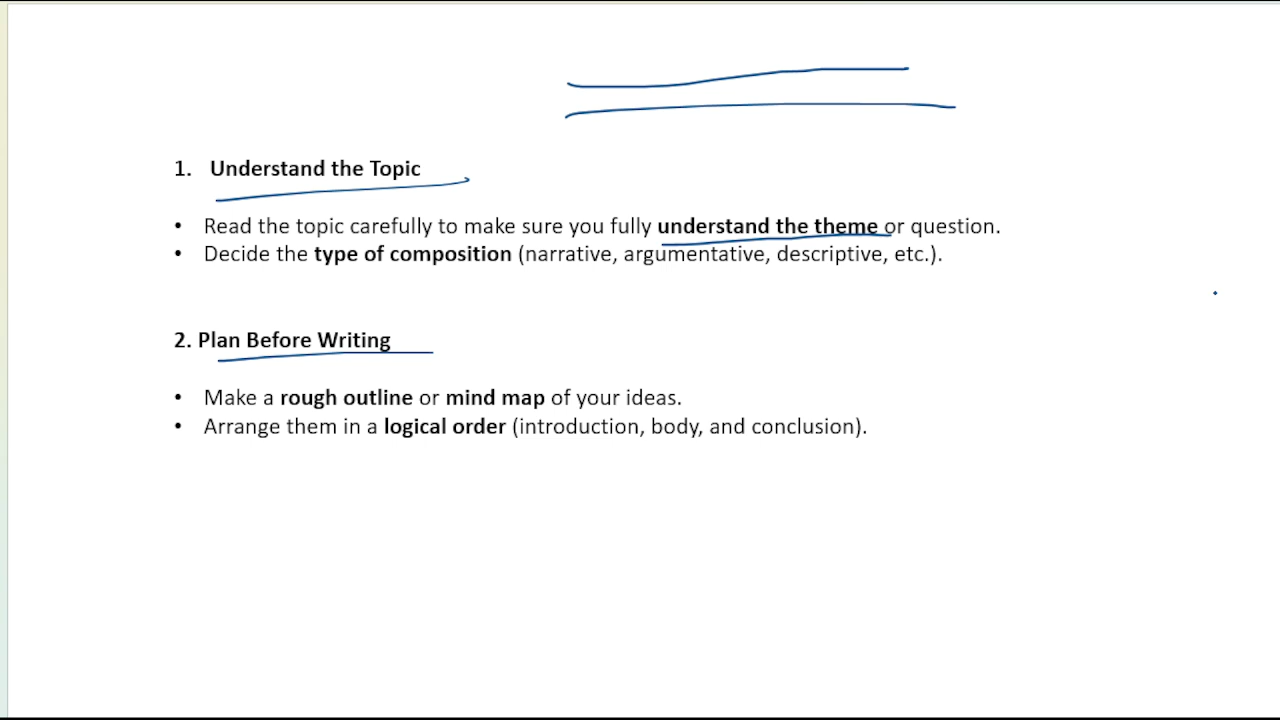 1. Understand the Topic
• Read the topic carefully to make sure you fully understand the theme or question.
• Decide the type of composition (narrative, argumentative, descriptive, etc.).
2. Plan Before Writing
• Make a rough outline or mind map of your ideas.
• Arrange them in a logical order (introduction, body, and conclusion).